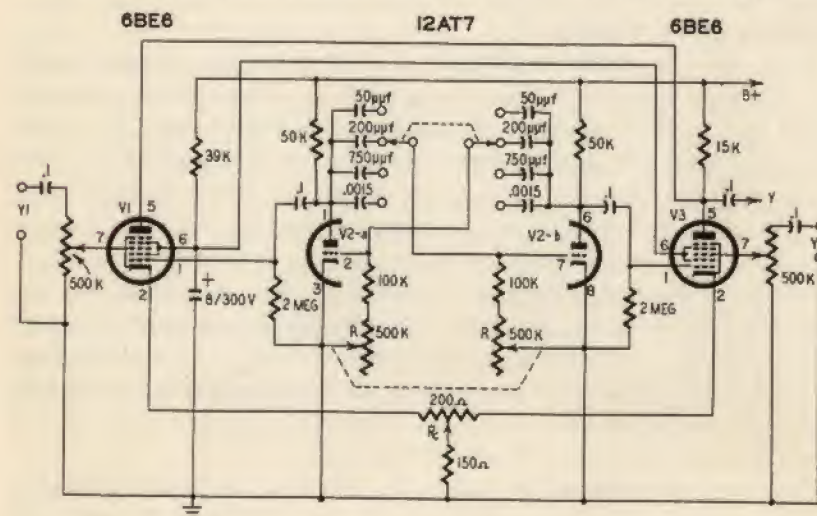 6BE6 12AT7 6BE6
50µµf
200µµf
750µµf
.0015
50µµf
200µµf
750µµf
.0015
B+
39K
50K
50K
15K
.1
Y1
V1
5
7
6
1
2
500K
+
8/300V
.1
1
V2-a
2
3
2 MEG
100K
R
500K
.1
6
V2-b
7
8
100K
R
500K
2 MEG
.1
Y
V3
5
6
7
1
2
.1
500K
200Ω
Rc
150Ω